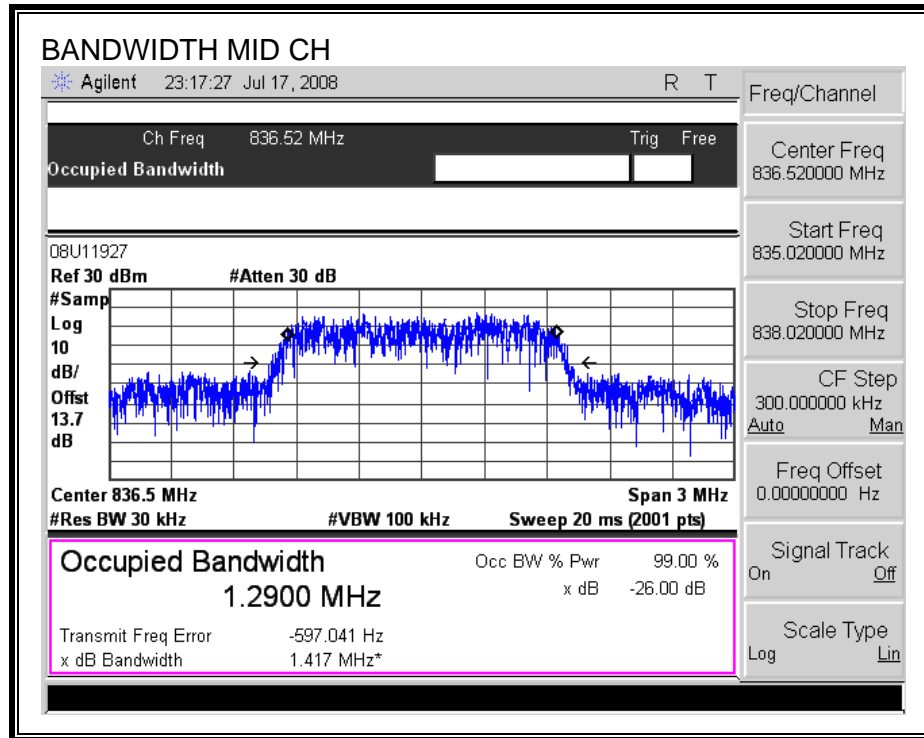 BANDWIDTH MID CH
Agilent 23:17:27 Jul 17, 2008 R T
Freq/Channel
Ch Freq 836.52 MHz Trig Free
Occupied Bandwidth
Center Freq
836.520000 MHz
Start Freq
835.020000 MHz
08U11927
Ref 30 dBm #Atten 30 dB
#Samp
Log
10
dB/
Offst
13.7
dB
Stop Freq
838.020000 MHz
CF Step
300.000000 kHz
Auto Man
Freq Offset
0.00000000 Hz
Center 836.5 MHz Span 3 MHz
#Res BW 30 kHz #VBW 100 kHz Sweep 20 ms (2001 pts)
Occupied Bandwidth Occ BW % Pwr 99.00 %
1.2900 MHz x dB -26.00 dB
Transmit Freq Error -597.041 Hz
x dB Bandwidth 1.417 MHz*
Signal Track
On Off
Scale Type
Log Lin